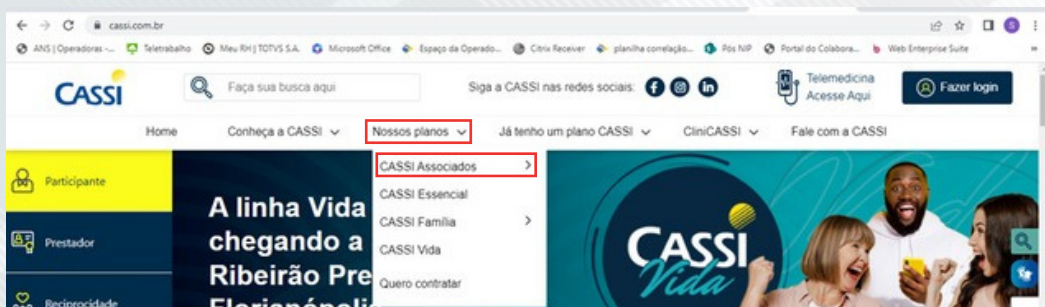 cassi.com.br
ANS | Operadoras -... Teletrabalho Meu RH | TOTVS S.A. Microsoft Office Espaço da Operado... Citrix Receiver planilha correlação... Pós NIP Portal do Colabora... Web Enterprise Suite
CASSI Faça sua busca aqui Siga a CASSI nas redes sociais: Telemedicina
Acesse Aqui
Fazer login
Home Conheça a CASSI Nossos planos Já tenho um plano CASSI CliniCASSI Fale com a CASSI
Participante
Prestador
Reciprocidade
CASSI Associados
CASSI Essencial
CASSI Família
CASSI Vida
Quero contratar
A linha Vida
chegando a
Ribeirão Pre
Florianópoli
CASSI
Vida